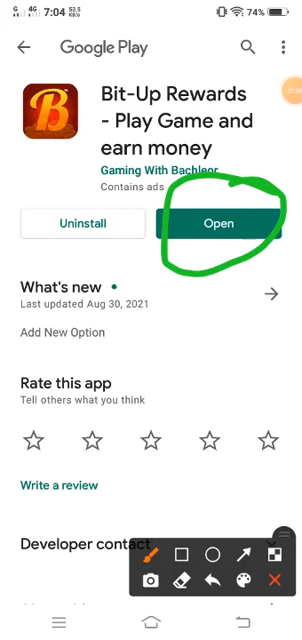 G 4G 7:04 53.5 KB/s 74%
Google Play
Bit-Up Rewards
- Play Game and
earn money
Gaming With Bachleor
Contains ads
Uninstall Open
What's new
Last updated Aug 30, 2021
Add New Option
Rate this app
Tell others what you think
Write a review
Developer contact